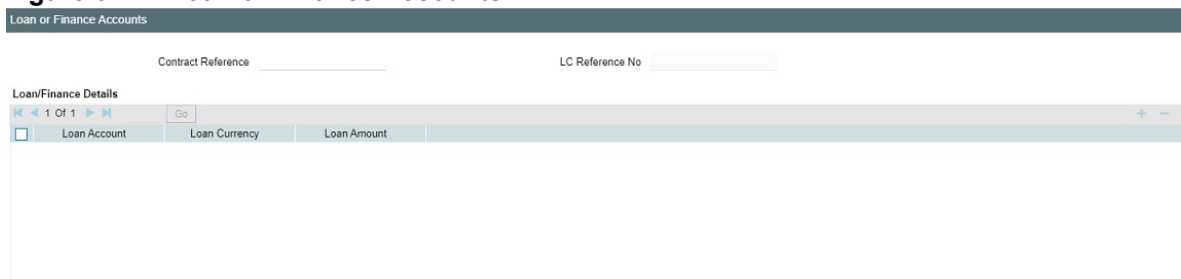 Loan or Finance Accounts
Contract Reference LC Reference No
Loan/Finance Details
1 Of 1 Go
Loan Account Loan Currency Loan Amount